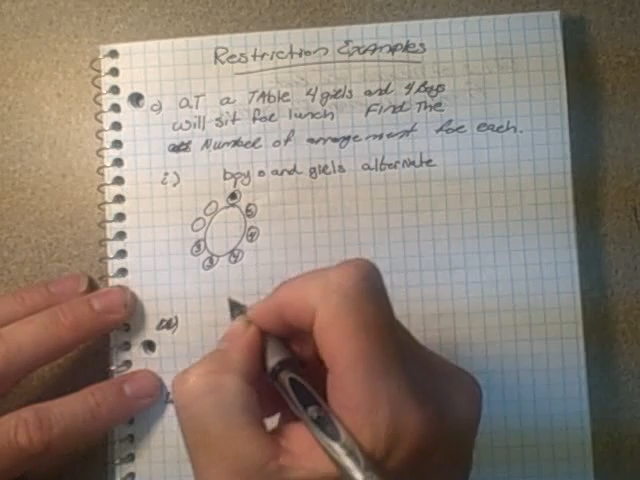 Restriction Examples
c) aT a TAble 4 girls and 4 Boys
will sit for lunch Find The
Number of arrangement for each.
i) boy s and girls alternate